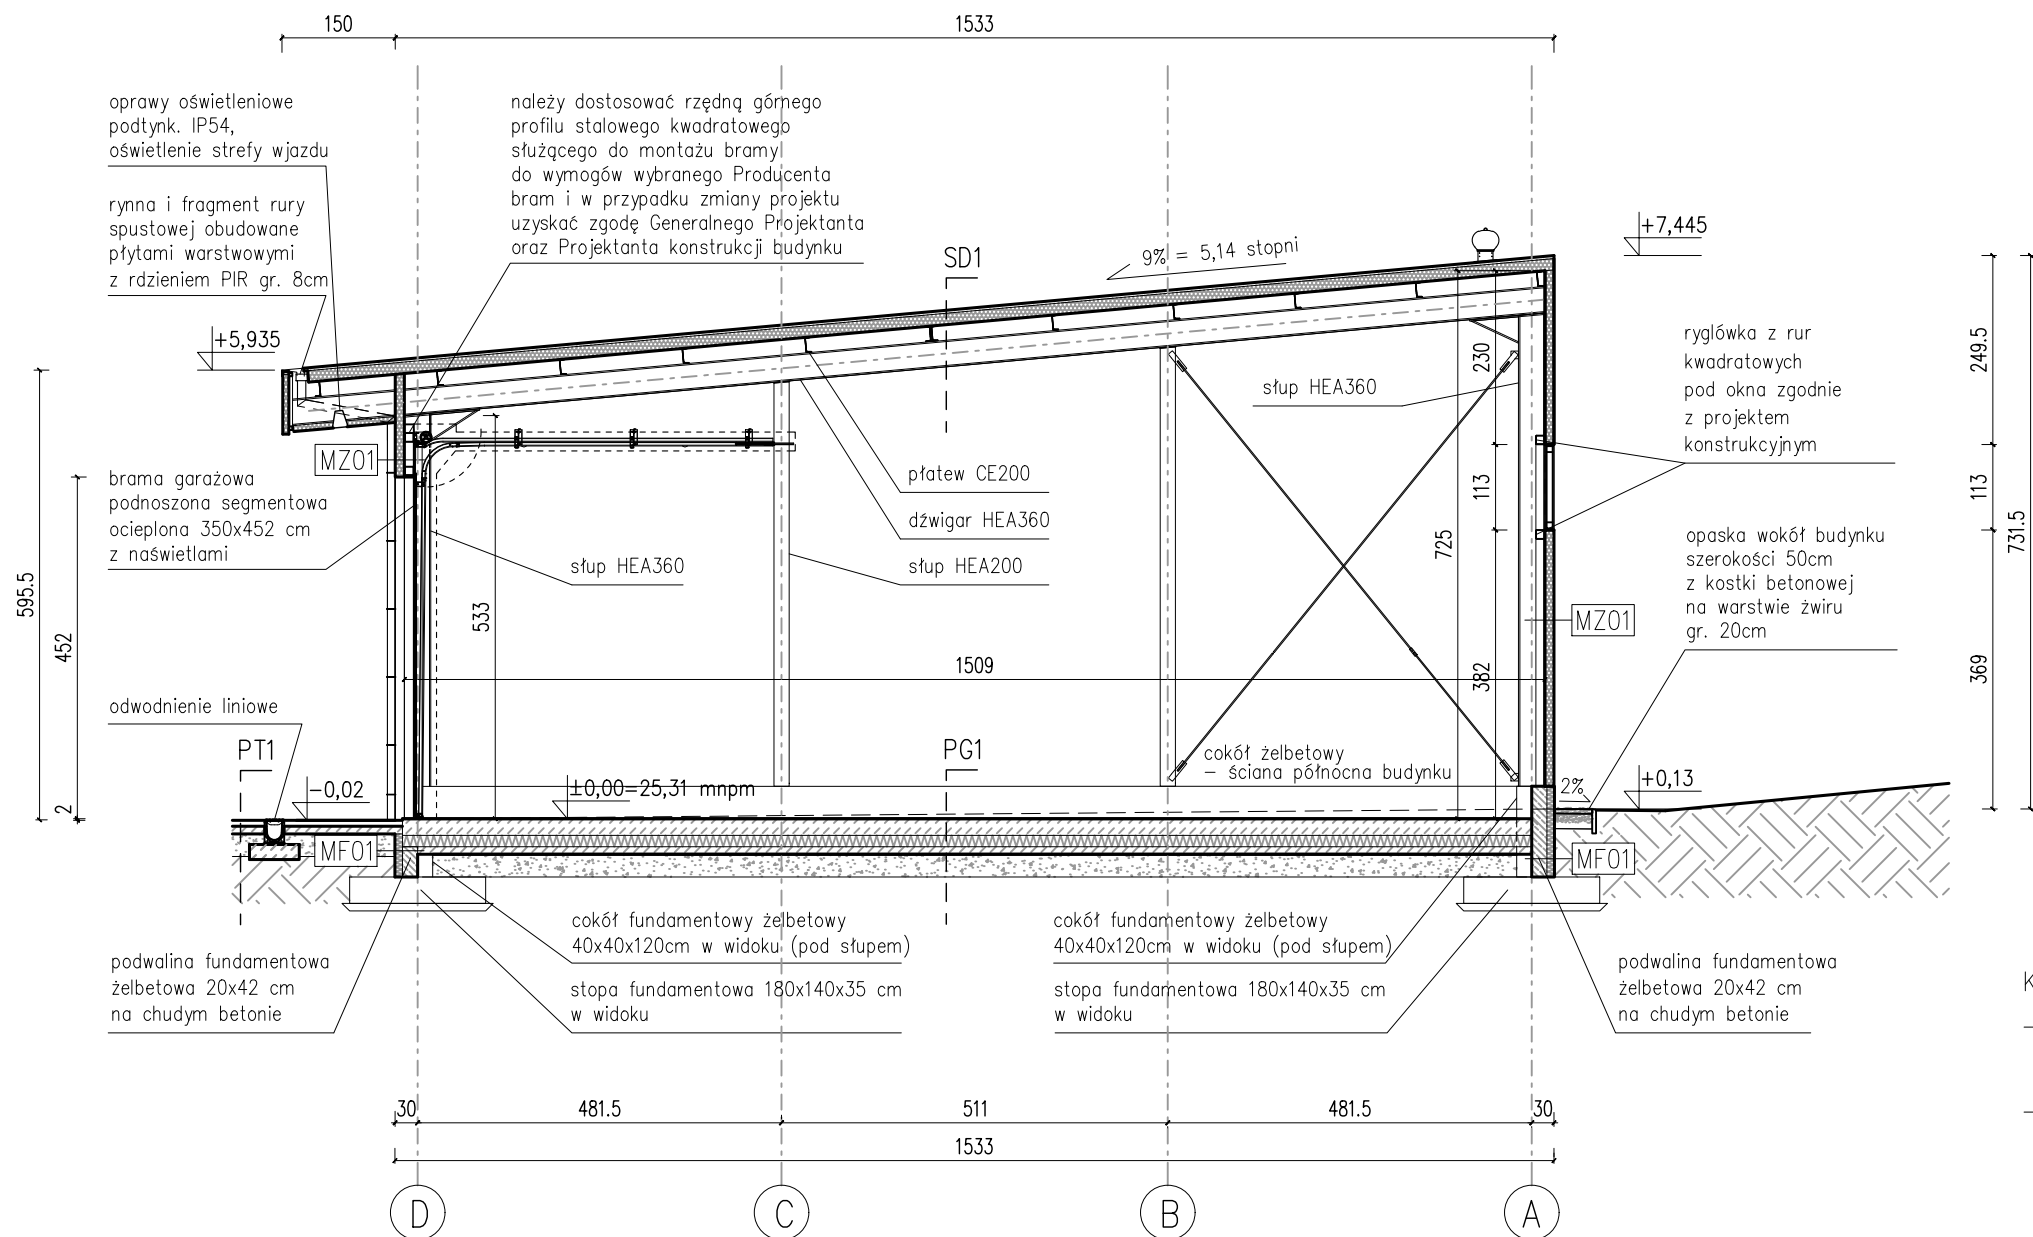 150
1533
oprawy oświetleniowe
podtynk. IP54,
oświetlenie strefy wjazdu
rynna i fragment rury
spustowej obudowane
płytami warstwowymi
z rdzieniem PIR gr. 8cm
należy dostosować rzędną górnego
profilu stalowego kwadratowego
służącego do montażu bramy
do wymogów wybranego Producenta
bram i w przypadku zmiany projektu
uzyskać zgodę Generalnego Projektanta
oraz Projektanta konstrukcji budynku
SD1
9% = 5,14 stopni
+7,445
+5,935
ryglówka z rur
kwadratowych
pod okna zgodnie
z projektem
konstrukcyjnym
230
249.5
słup HEA360
MZ01
brama garażowa
podnoszona segmentowa
ocieplona 350x452 cm
z naświetlami
płatew CE200
dźwigar HEA360
słup HEA200
słup HEA360
113
113
725
731.5
opaska wokół budynku
szerokości 50cm
z kostki betonowej
na warstwie żwiru
gr. 20cm
595.5
452
533
MZ01
1509
382
369
odwodnienie liniowe
PT1
PG1
cokół żelbetowy
– ściana północna budynku
-0,02
±0,00=25,31 mnpm
2%
+0,13
2
MF01
MF01
cokół fundamentowy żelbetowy
40x40x120cm w widoku (pod słupem)
cokół fundamentowy żelbetowy
40x40x120cm w widoku (pod słupem)
podwalina fundamentowa
żelbetowa 20x42 cm
na chudym betonie
stopa fundamentowa 180x140x35 cm
w widoku
stopa fundamentowa 180x140x35 cm
w widoku
podwalina fundamentowa
żelbetowa 20x42 cm
na chudym betonie
K
30
481.5
511
481.5
30
1533
D
C
B
A